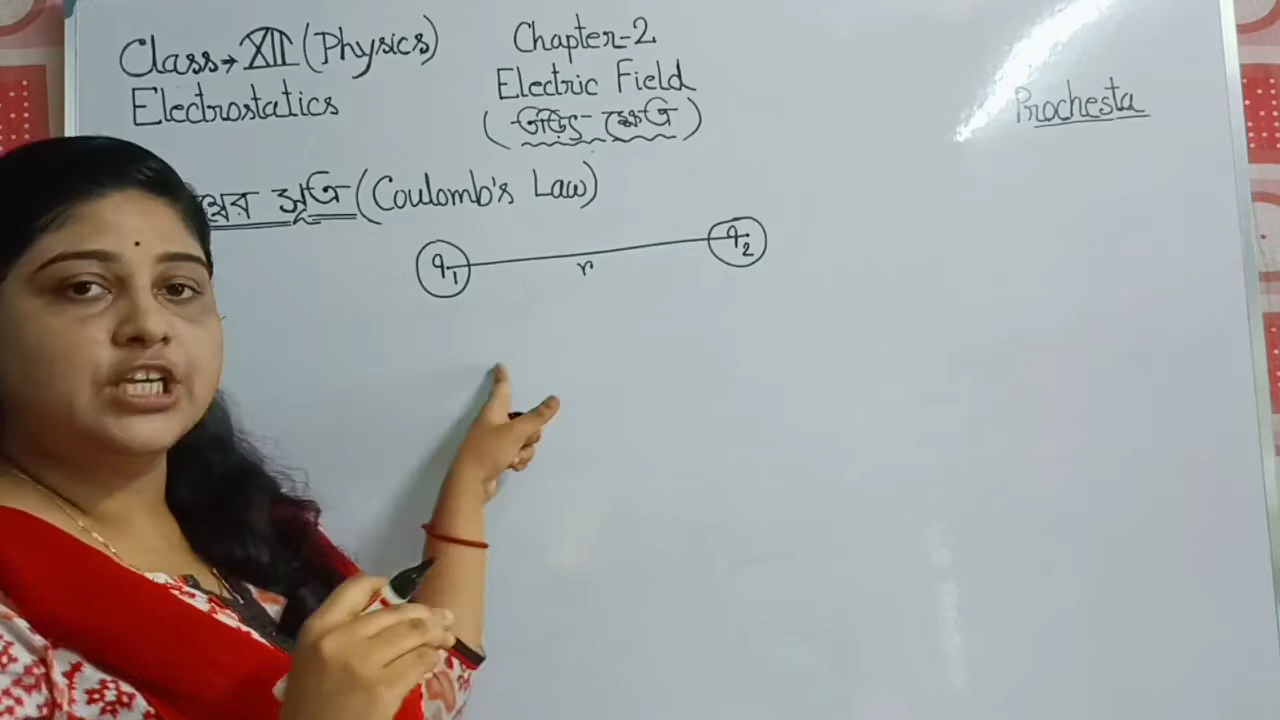 Class→XII (Physics)
Electrostatics
Chapter-2
Electric Field
(তড়িৎ ক্ষেত্র)
Prochesta
সূত্র (Coulomb's Law)
q1
r
q2